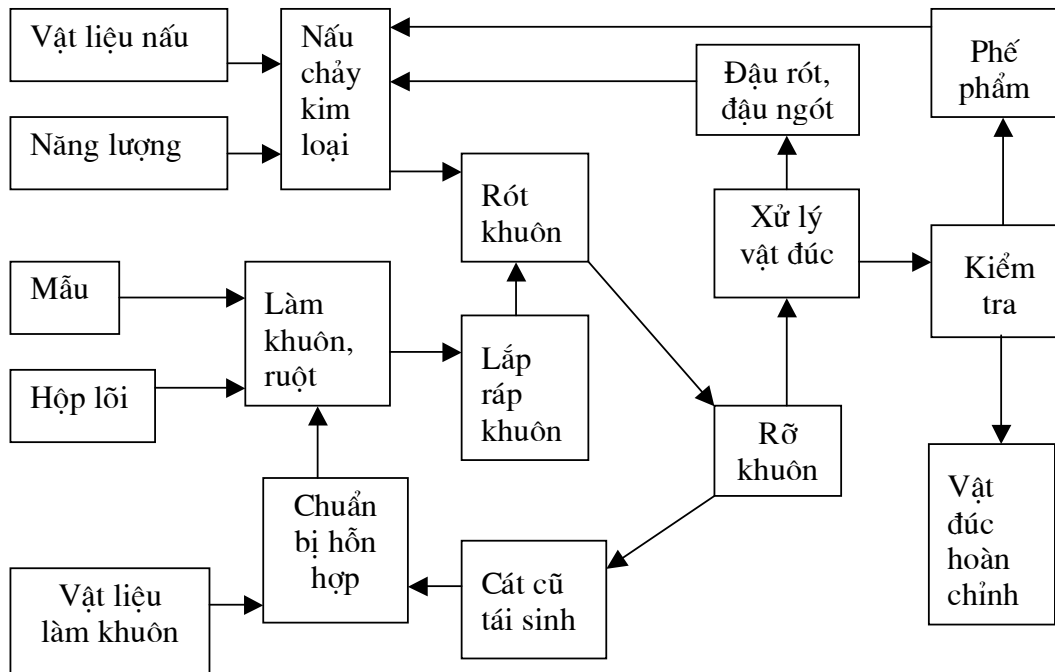 Vật liệu nấu
Năng lượng
Nấu
chảy
kim
loại
Phế
phẩm
Đậu rót,
đậu ngót
Rót
khuôn
Xử lý
vật đúc
Kiểm
tra
Mẫu
Hộp lõi
Làm
khuôn,
ruột
Lắp
ráp
khuôn
Rỡ
khuôn
Vật
đúc
hoàn
chỉnh
Chuẩn
bị hỗn
hợp
Cát cũ
tái sinh
Vật liệu
làm khuôn